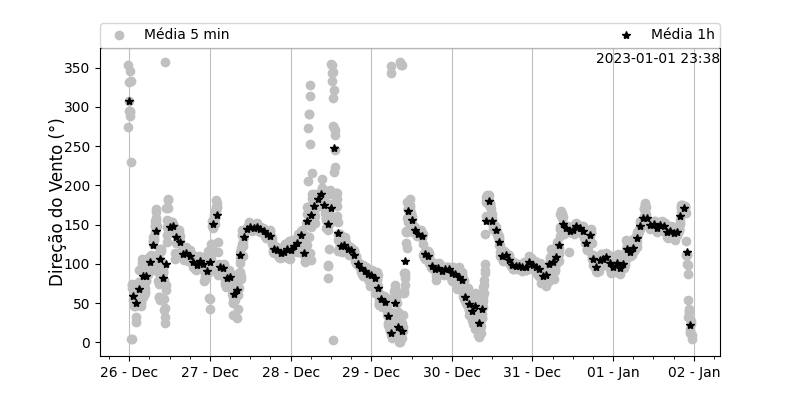 Média 5 min
Média 1h
2023-01-01 23:38
Direção do Vento (°)
350
300
250
200
150
100
50
0
26 - Dec
27 - Dec
28 - Dec
29 - Dec
30 - Dec
31 - Dec
01 - Jan
02 - Jan